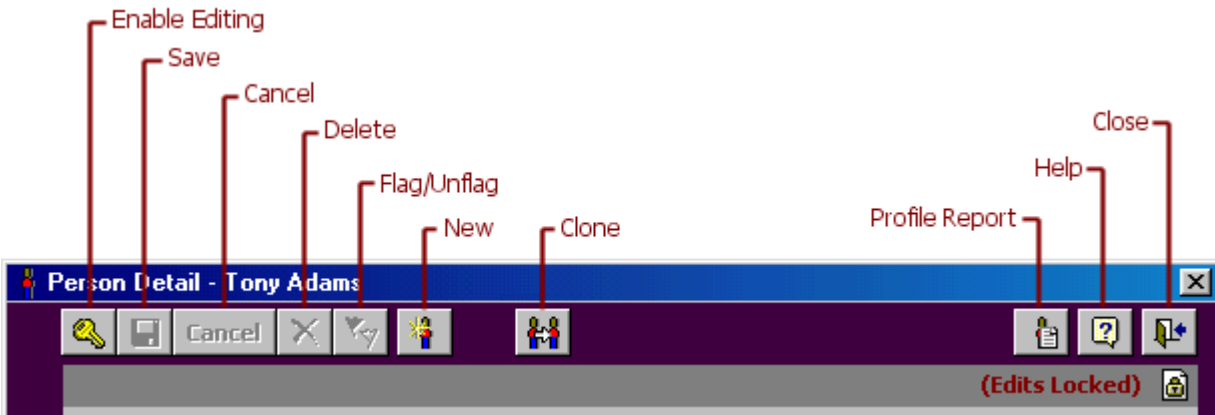 Enable Editing
Save
Cancel
Delete
Close
Help
Flag/Unflag
Profile Report
New
Clone
Person Detail - Tony Adams
Cancel
(Edits Locked)